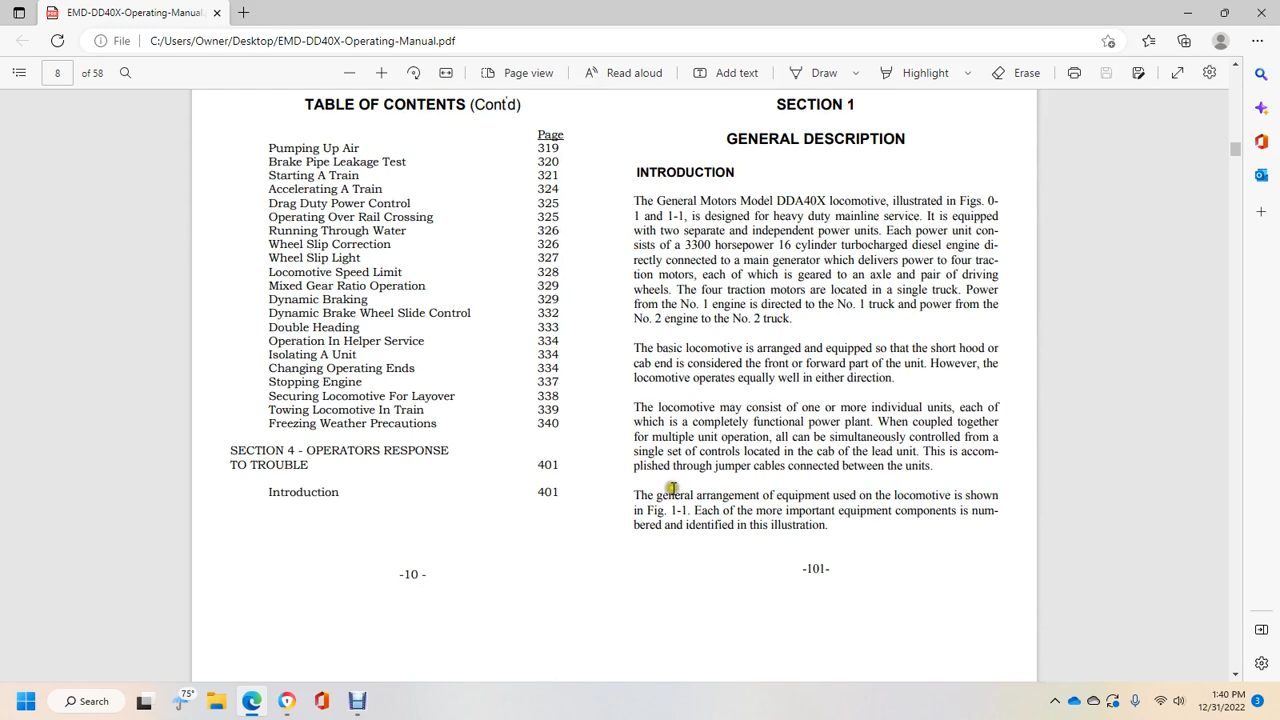 EMD-DD40X-Operating-Manual.
File C:/Users/Owner/Desktop/EMD-DD40X-Operating-Manual.pdf
8 of 58 Page view Read aloud Add text Draw Highlight Erase
TABLE OF CONTENTS (Cont'd)
Page
Pumping Up Air 319
Brake Pipe Leakage Test 320
Starting A Train 321
Accelerating A Train 324
Drag Duty Power Control 325
Operating Over Rail Crossing 325
Running Through Water 326
Wheel Slip Correction 326
Wheel Slip Light 327
Locomotive Speed Limit 328
Mixed Gear Ratio Operation 329
Dynamic Braking 329
Dynamic Brake Wheel Slide Control 332
Double Heading 333
Operation In Helper Service 334
Isolating A Unit 334
Changing Operating Ends 334
Stopping Engine 337
Securing Locomotive For Layover 338
Towing Locomotive In Train 339
Freezing Weather Precautions 340
SECTION 4 - OPERATORS RESPONSE
TO TROUBLE 401
Introduction 401
-10 -
SECTION 1
GENERAL DESCRIPTION
INTRODUCTION
The General Motors Model DDA40X locomotive, illustrated in Figs. 0-
1 and 1-1, is designed for heavy duty mainline service. It is equipped
with two separate and independent power units. Each power unit con-
sists of a 3300 horsepower 16 cylinder turbocharged diesel engine di-
rectly connected to a main generator which delivers power to four trac-
tion motors, each of which is geared to an axle and pair of driving
wheels. The four traction motors are located in a single truck. Power
from the No. 1 engine is directed to the No. 1 truck and power from the
No. 2 engine to the No. 2 truck.
The basic locomotive is arranged and equipped so that the short hood or
cab end is considered the front or forward part of the unit. However, the
locomotive operates equally well in either direction.
The locomotive may consist of one or more individual units, each of
which is a completely functional power plant. When coupled together
for multiple unit operation, all can be simultaneously controlled from a
single set of controls located in the cab of the lead unit. This is accom-
plished through jumper cables connected between the units.
The general arrangement of equipment used on the locomotive is shown
in Fig. 1-1. Each of the more important equipment components is num-
bered and identified in this illustration.
-101-
75°
Search
1:40 PM
12/31/2022
3